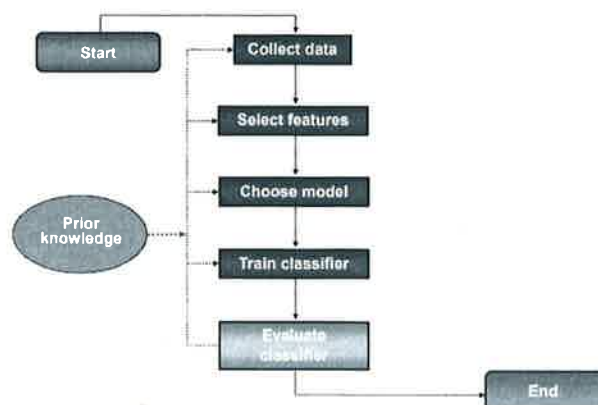 Start
Collect data
Select features
Choose model
Prior
knowledge
Train classifier
Evaluate
classifier
End